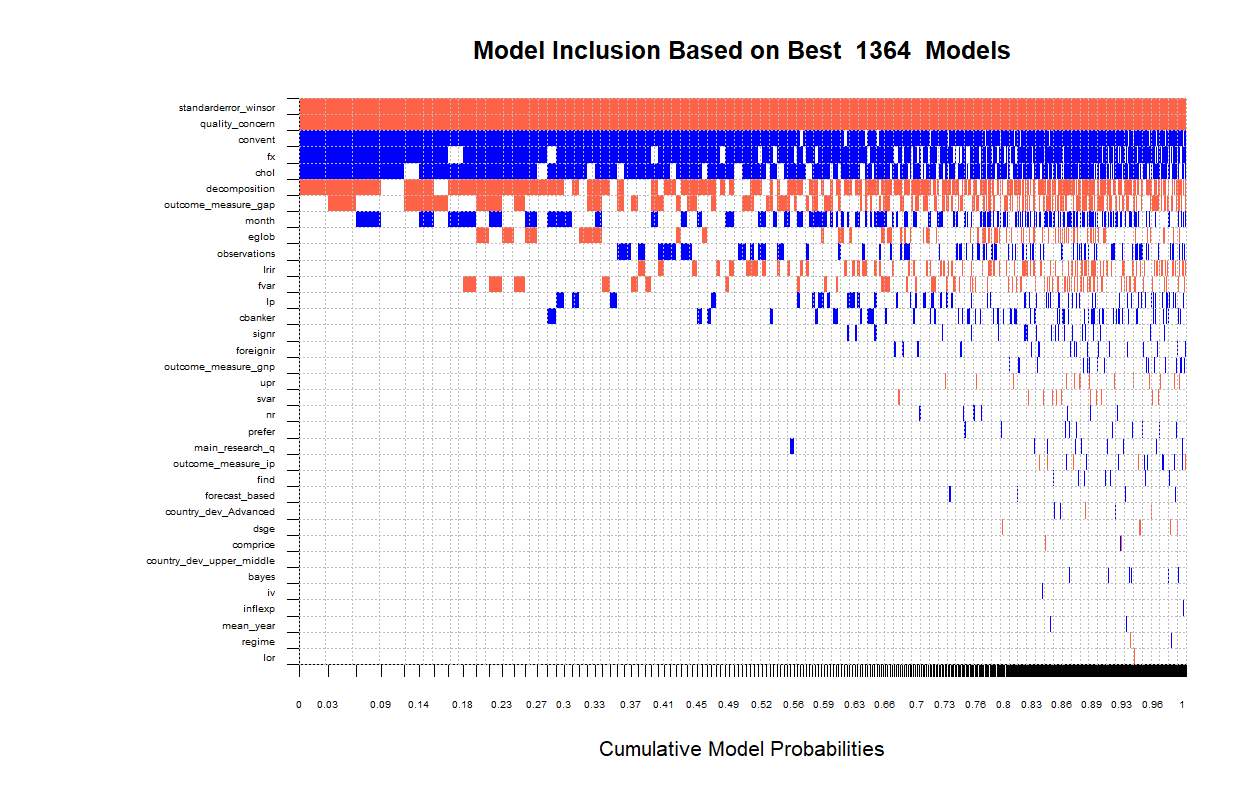 Model Inclusion Based on Best 1364 Models
standarderror_winsor
quality_concern
convent
fx
chol
decomposition
outcome_measure_gap
month
eglob
observations
lrir
fvar
lp
cbanker
signr
foreignir
outcome_measure_gnp
upr
svar
nr
prefer
main_research_q
outcome_measure_ip
find
forecast_based
country_dev_Advanced
dsge
comprice
country_dev_upper_middle
bayes
iv
inflexp
mean_year
regime
lor
0 0.03 0.09 0.14 0.18 0.23 0.27 0.3 0.33 0.37 0.41 0.45 0.49 0.52 0.56 0.59 0.63 0.66 0.7 0.73 0.76 0.8 0.83 0.86 0.89 0.93 0.96 1
Cumulative Model Probabilities